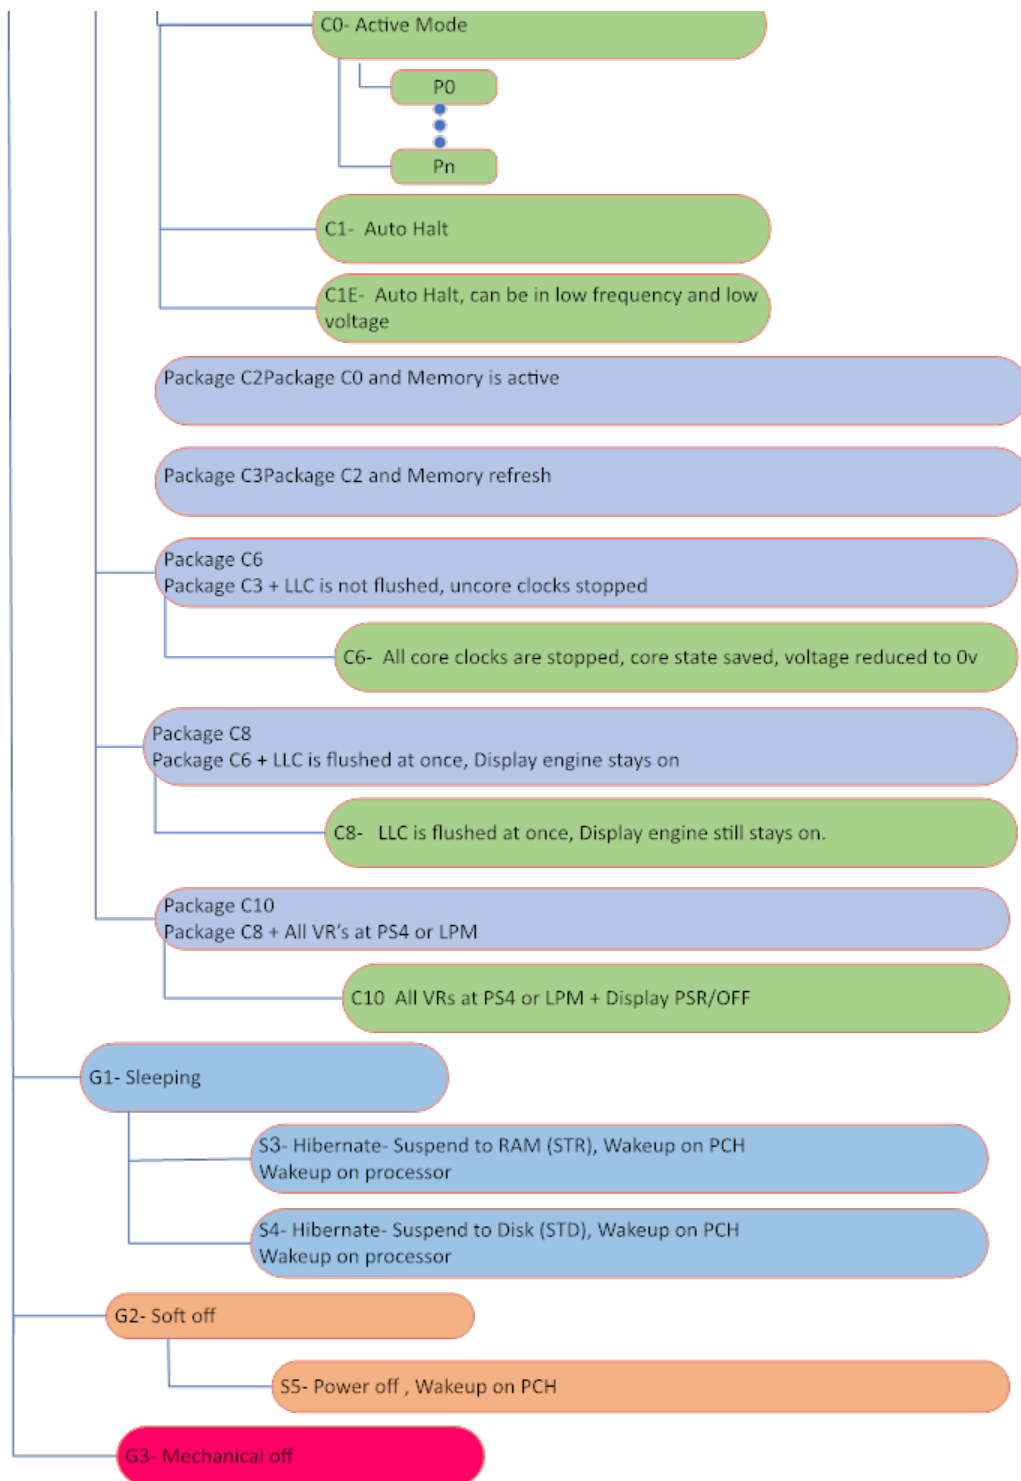 C0- Active Mode
P0
Pn
C1-  Auto Halt
C1E-  Auto Halt, can be in low frequency and low
voltage
Package C2Package C0 and Memory is active
Package C3Package C2 and Memory refresh
Package C6
Package C3 + LLC is not flushed, uncore clocks stopped
C6-  All core clocks are stopped, core state saved, voltage reduced to 0v
Package C8
Package C6 + LLC is flushed at once, Display engine stays on
C8-   LLC is flushed at once, Display engine still stays on.
Package C10
Package C8 + All VR's at PS4 or LPM
C10  All VRs at PS4 or LPM + Display PSR/OFF
G1- Sleeping
S3- Hibernate- Suspend to RAM (STR), Wakeup on PCH
Wakeup on processor
S4- Hibernate- Suspend to Disk (STD), Wakeup on PCH
Wakeup on processor
G2- Soft off
S5- Power off , Wakeup on PCH
G3- Mechanical off